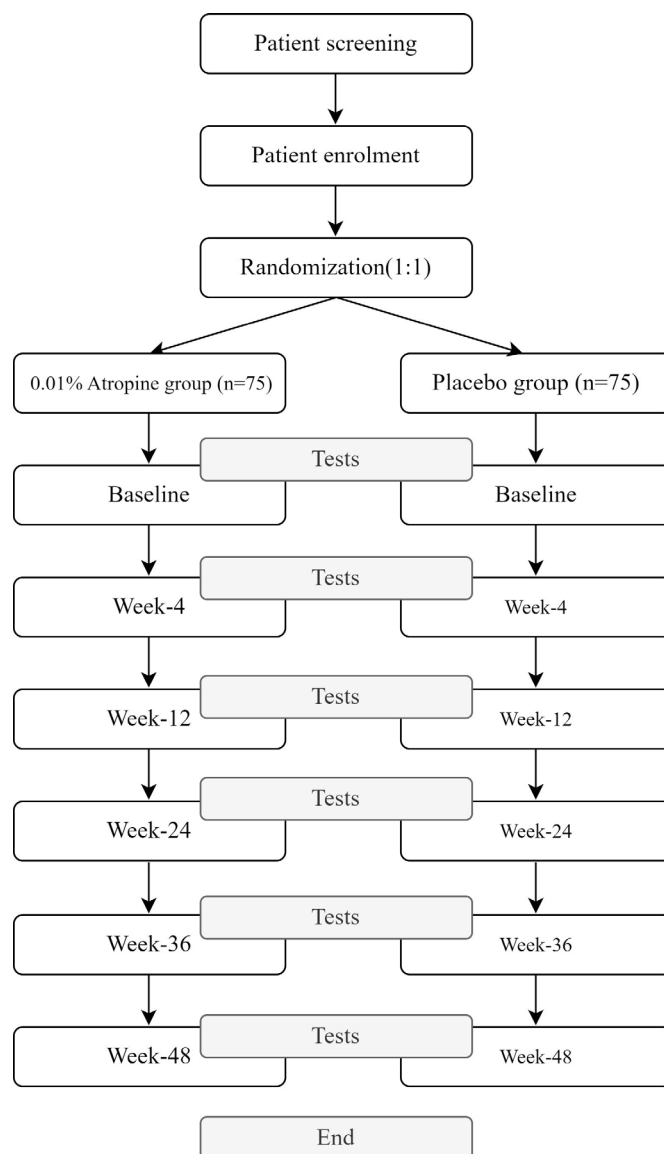 Patient screening
Patient enrolment
Randomization(1:1)
0.01% Atropine group (n=75)
Placebo group (n=75)
Tests
Baseline
Baseline
Tests
Week-4
Week-4
Tests
Week-12
Week-12
Tests
Week-24
Week-24
Tests
Week-36
Week-36
Tests
Week-48
Week-48
End